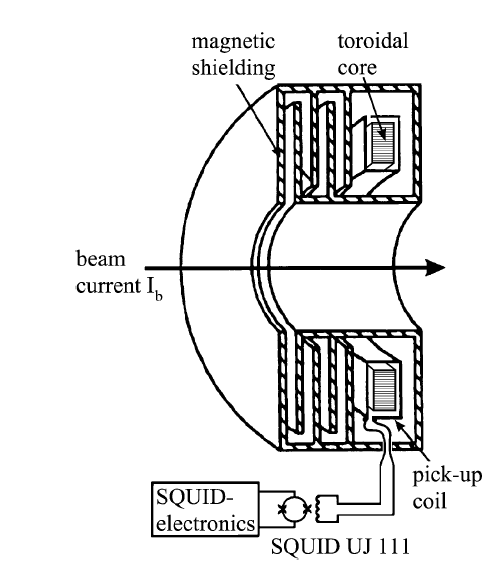 magnetic
shielding
toroidal
core
beam
current I_b
pick-up
coil
SQUID-
electronics
SQUID UJ 111